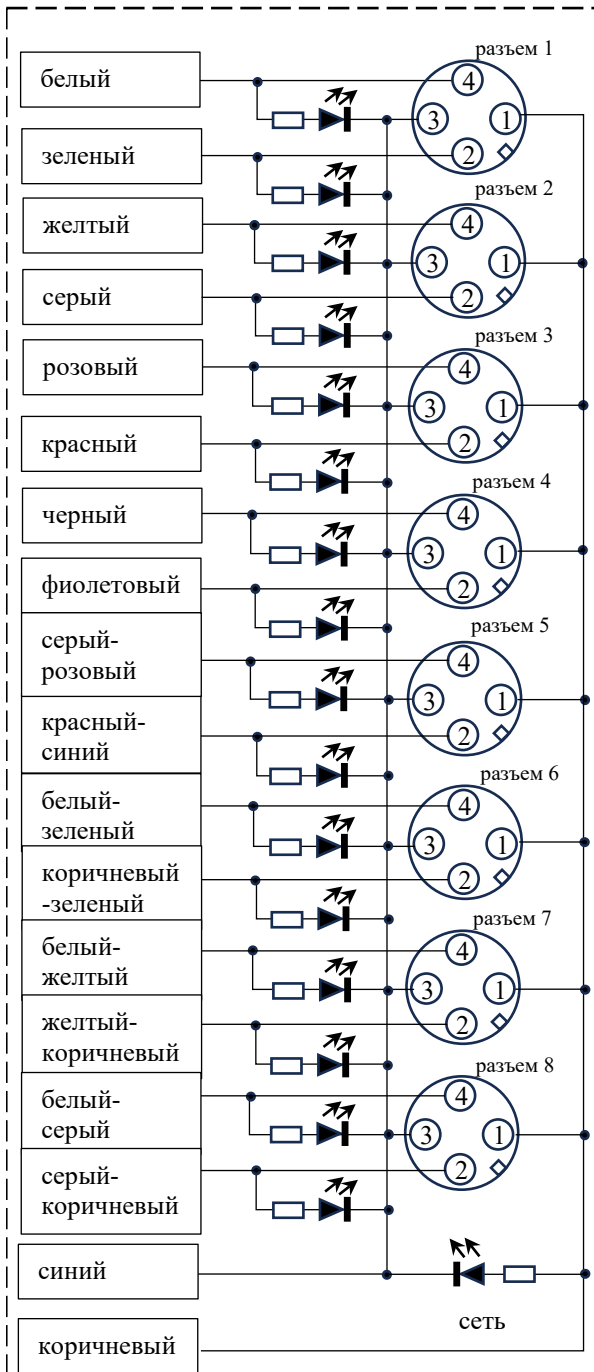 разъем 1
белый
4
3
1
зеленый
2
разъем 2
желтый
4
3
1
серый
2
разъем 3
розовый
4
3
1
красный
2
разъем 4
черный
4
3
1
фиолетовый
2
разъем 5
серый-
розовый
4
3
1
красный-
синий
2
разъем 6
белый-
зеленый
4
3
1
коричневый
-зеленый
2
разъем 7
белый-
желтый
4
3
1
желтый-
коричневый
2
разъем 8
белый-
серый
4
3
1
серый-
коричневый
2
синий
сеть
коричневый